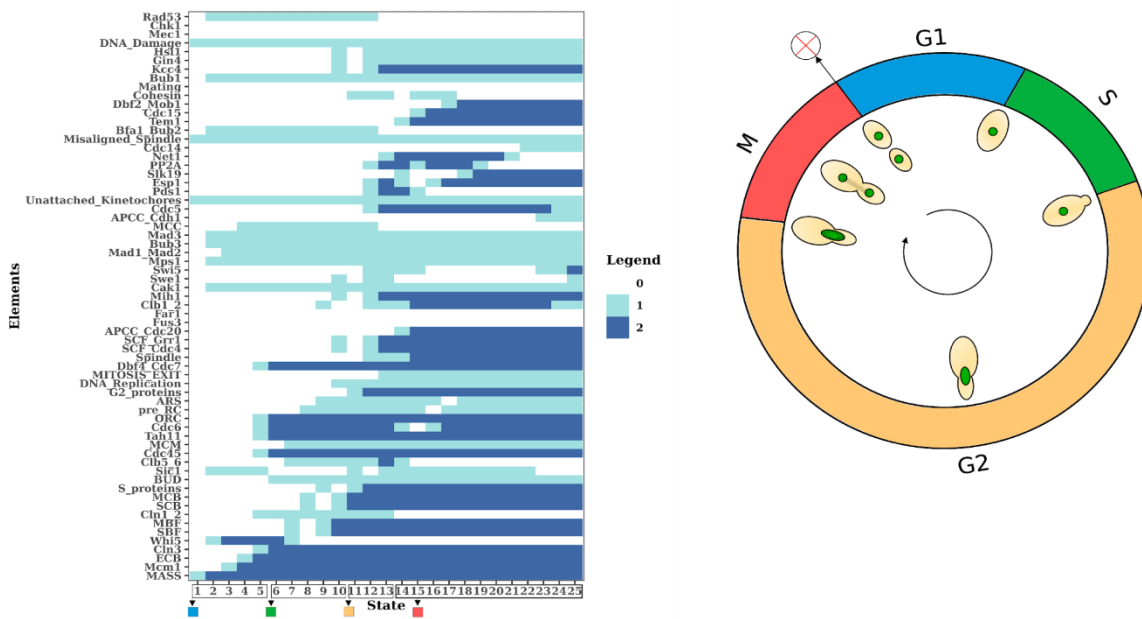 Rad53
Chk1
Mec1
DNA_Damage
Hsl1
Gin4
Kcc4
Bub1
Mating
Cohesin
Dbf2_Mob1
Cdc15
Tem1
Bfa1_Bub2
Misaligned_Spindle
Cdc14
Net1
PP2A
Slk19
Esp1
Pds1
Unattached_Kinetochores
Cdc5
APCC_Cdh1
MCC
Mad3
Bub3
Mad1_Mad2
Mps1
Swi5
Swe1
Cak1
Mih1
Clb1_2
Far1
Fus3
APCC_Cdc20
SCF_Grr1
SCF_Cdc4
Spindle
Dbf4_Cdc7
MITOSIS_EXIT
DNA_Replication
G2_proteins
ARS
pre_RC
ORC
Cdc6
Tah11
MCM
Cdc45
Clb5_6
Sic1
BUD
S_proteins
MCB
SCB
Cln1_2
MBF
SBF
Whi5
Cln3
ECB
Mcm1
MASS
Elements
1 2 3 4 5 6 7 8 9 10 11 12 13 14 15 16 17 18 19 20 21 22 23 24 25
State
Legend
0
1
2
G1
S
M
G2